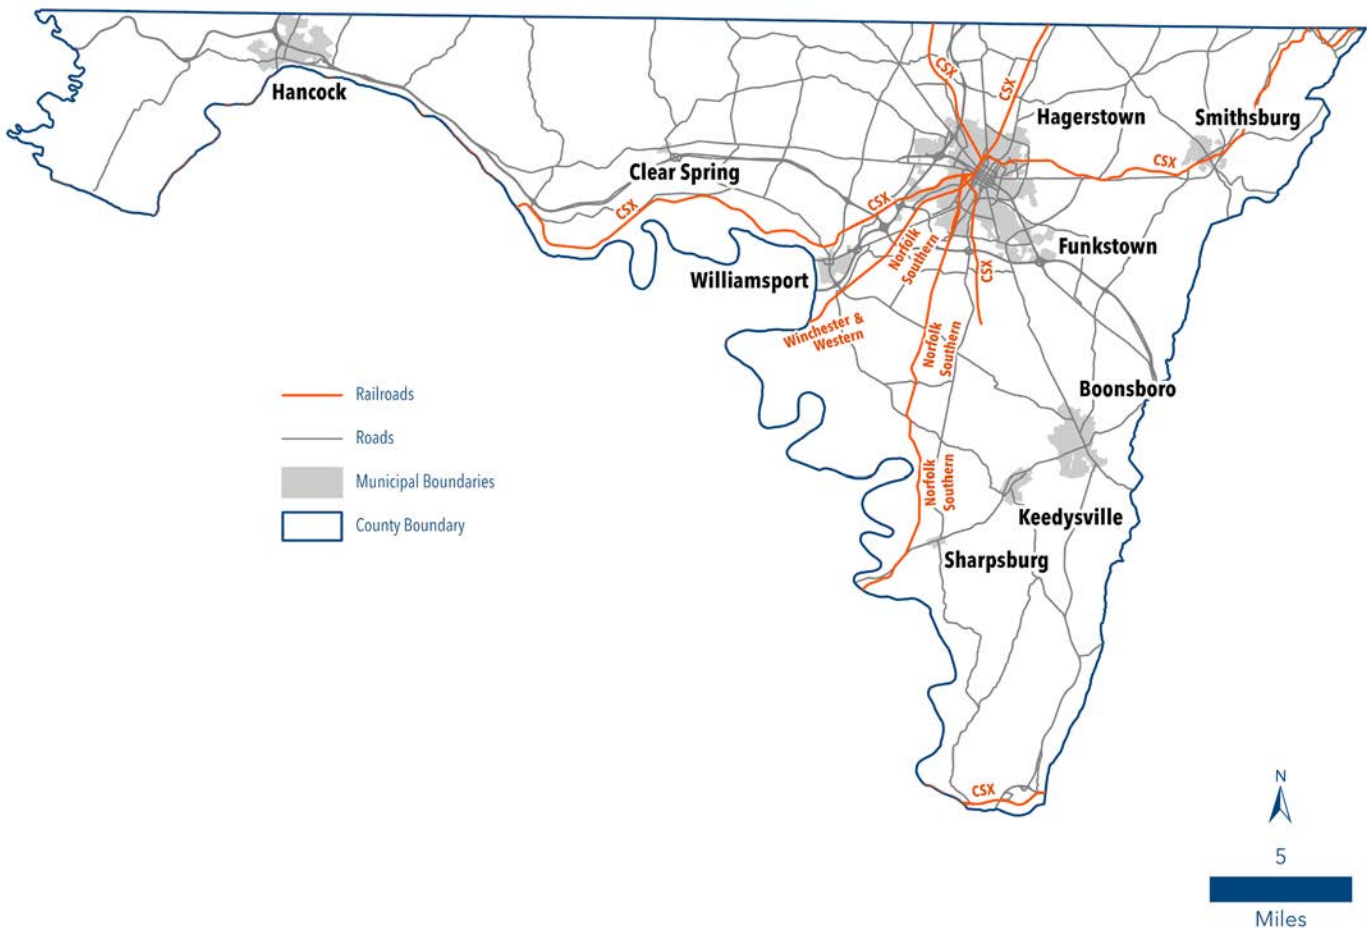 CSX
CSX
Hancock
Hagerstown
Smithsburg
CSX
Clear Spring
CSX
CSX
Norfolk
Southern
Funkstown
CSX
Williamsport
Winchester &
Western
Norfolk
Southern
Boonsboro
Railroads
Roads
Municipal Boundaries
County Boundary
Norfolk
Southern
Keedysville
Sharpsburg
CSX
N
5
Miles